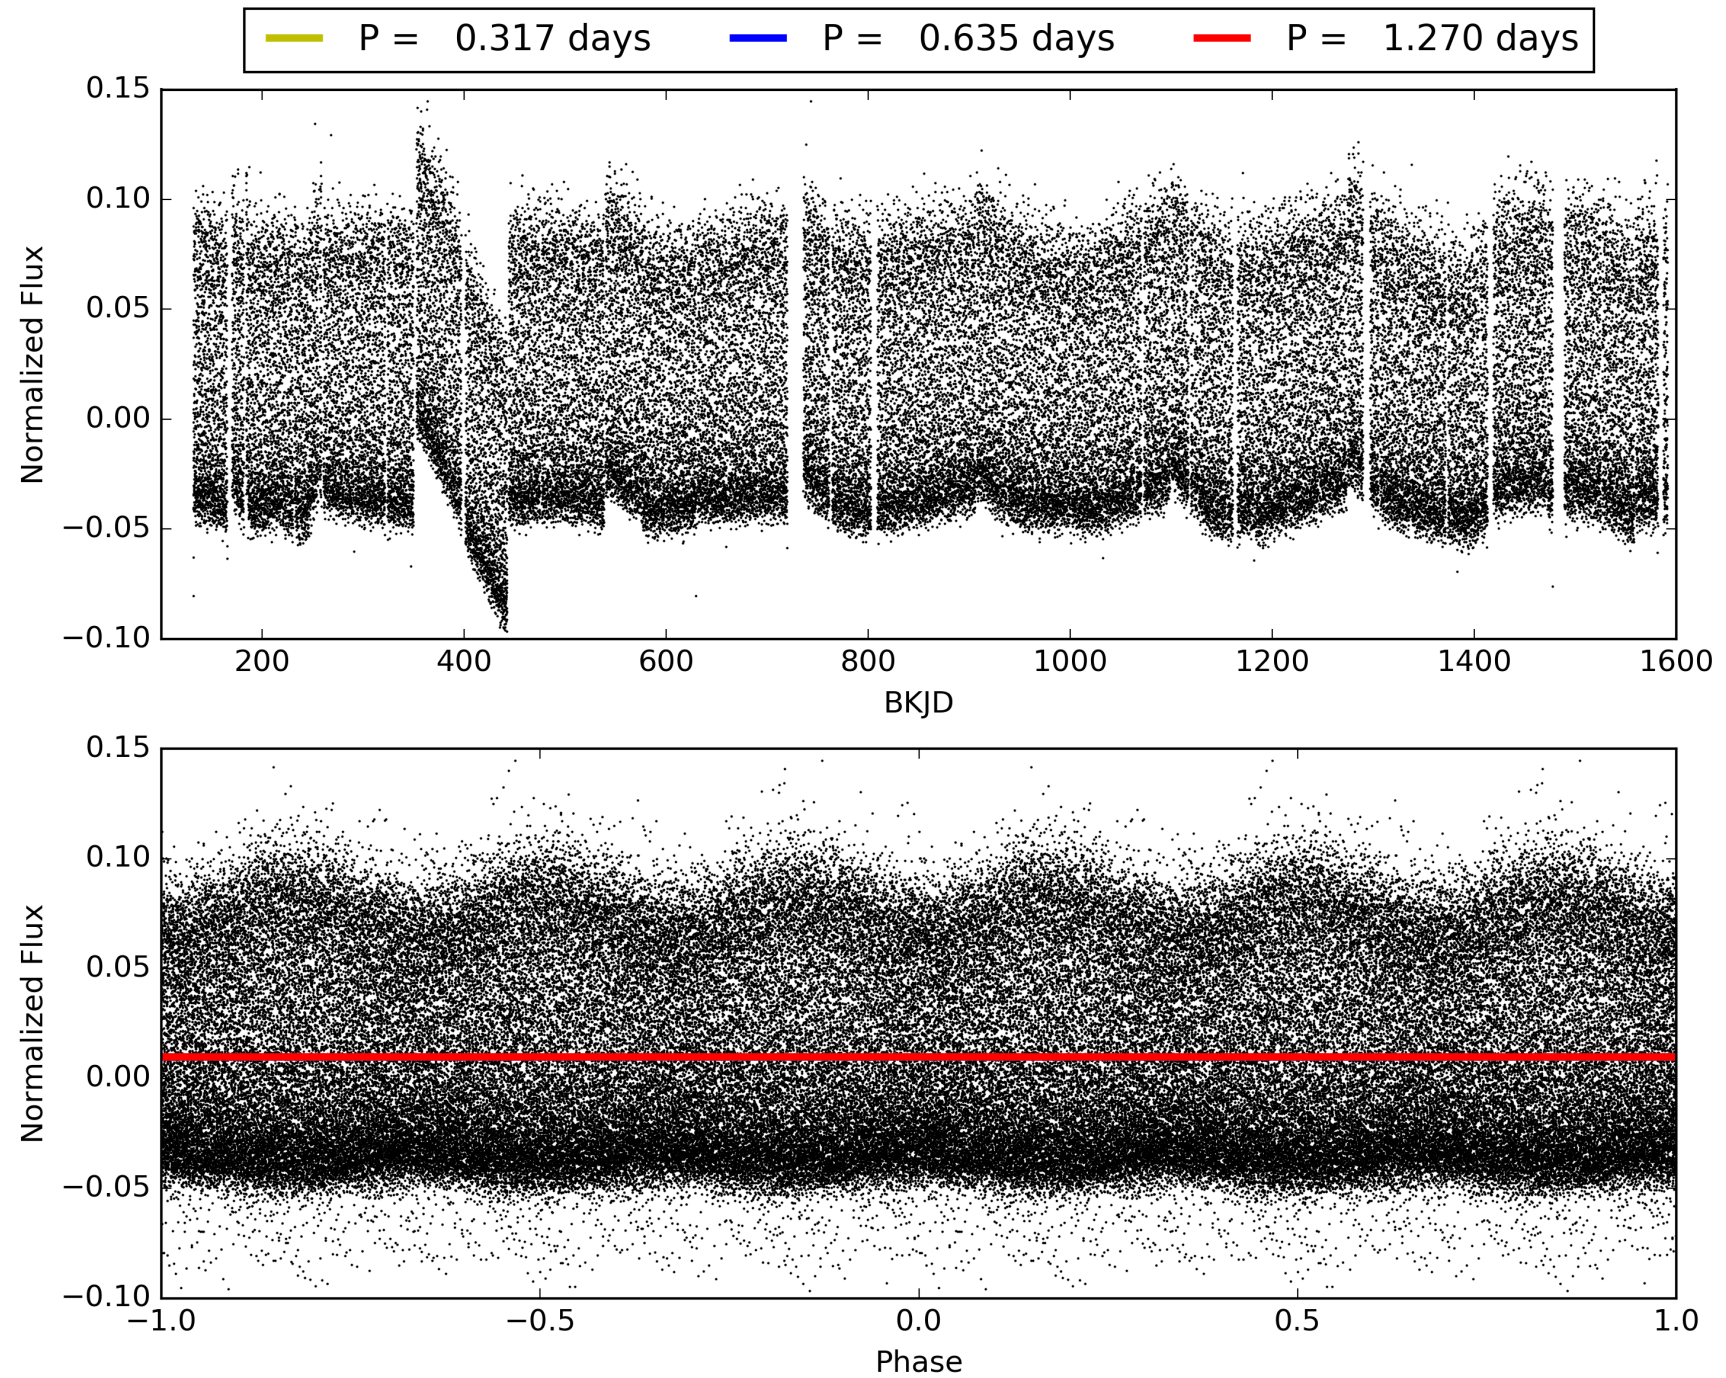 P = 0.317 days P = 0.635 days P = 1.270 days
0.15
0.10
0.05
0.00
−0.05
−0.10
Normalized Flux
200 400 600 800 1000 1200 1400 1600
BKJD
0.15
0.10
0.05
0.00
−0.05
−0.10
Normalized Flux
−1.0 −0.5 0.0 0.5 1.0
Phase